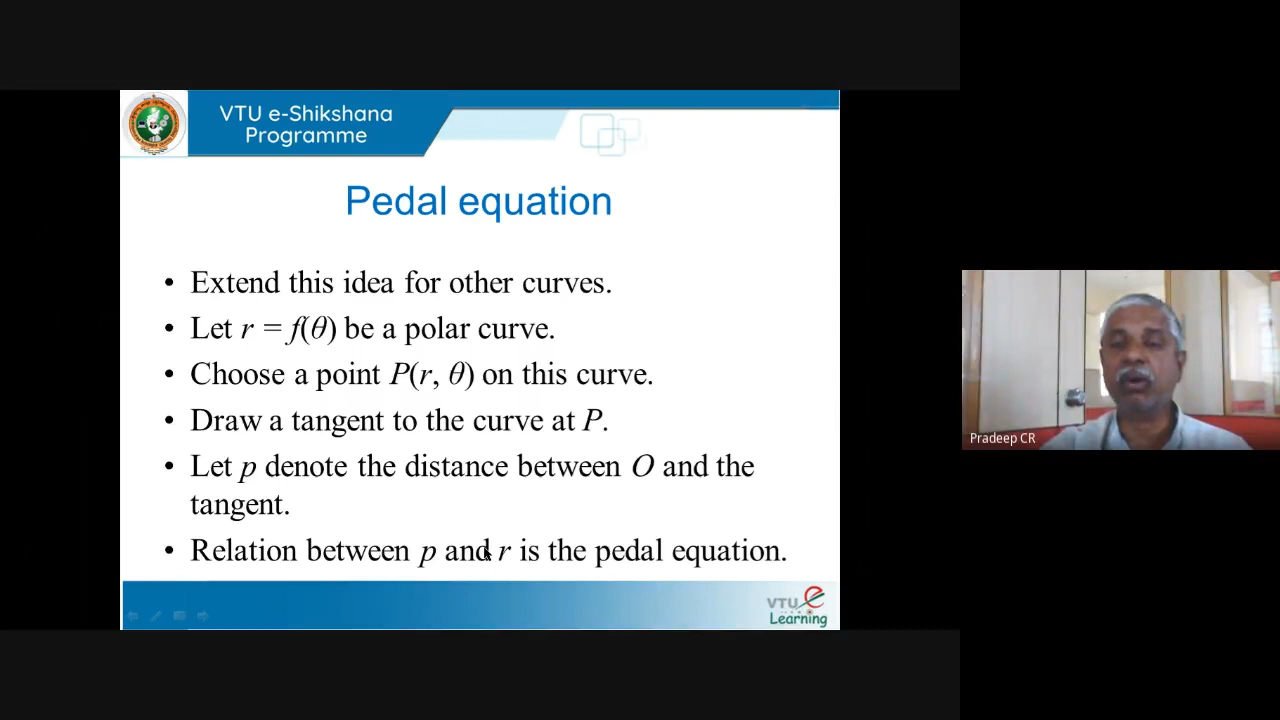 VTU e-Shikshana
Programme
Pedal equation
• Extend this idea for other curves.
• Let r = f(θ) be a polar curve.
• Choose a point P(r, θ) on this curve.
• Draw a tangent to the curve at P.
• Let p denote the distance between O and the
tangent.
• Relation between p and r is the pedal equation.
Pradeep CR
VTU e
Learning